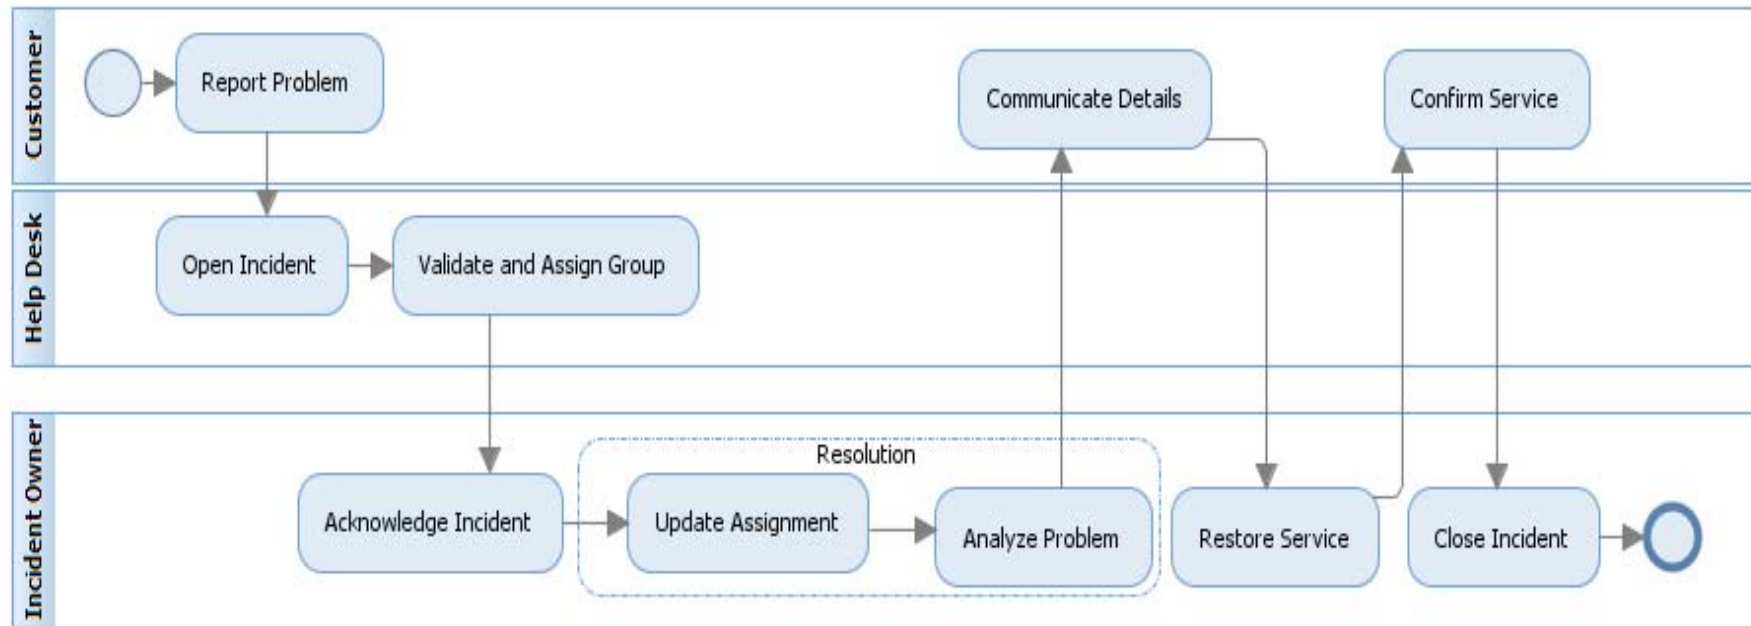 Customer
Report Problem
Communicate Details
Confirm Service
Help Desk
Open Incident
Validate and Assign Group
Incident Owner
Resolution
Acknowledge Incident
Update Assignment
Analyze Problem
Restore Service
Close Incident